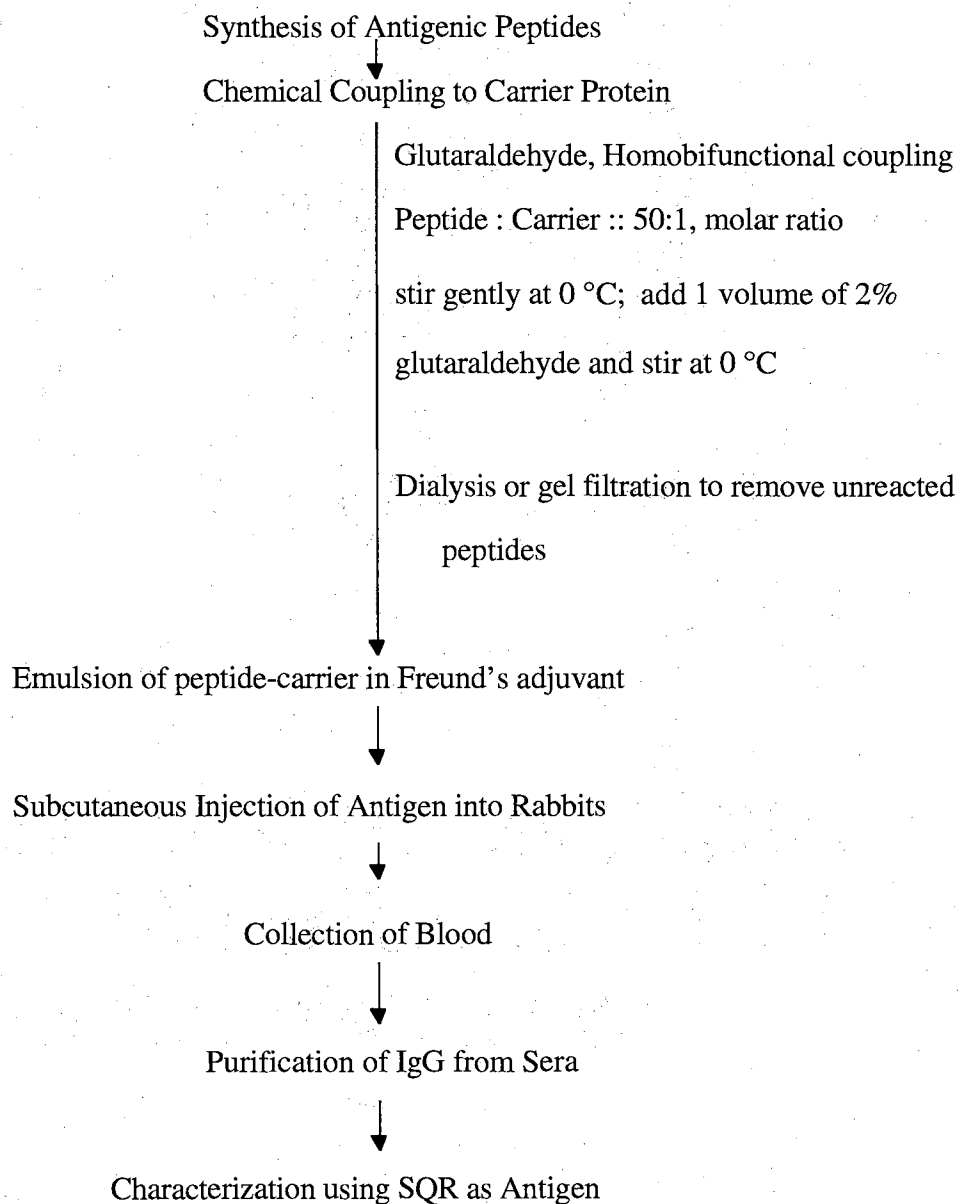 Synthesis of Antigenic Peptides
Chemical Coupling to Carrier Protein
Glutaraldehyde, Homobifunctional coupling
Peptide : Carrier :: 50:1, molar ratio
stir gently at 0 °C; add 1 volume of 2%
glutaraldehyde and stir at 0 °C
Dialysis or gel filtration to remove unreacted
peptides
Emulsion of peptide-carrier in Freund's adjuvant
Subcutaneous Injection of Antigen into Rabbits
Collection of Blood
Purification of IgG from Sera
Characterization using SQR as Antigen